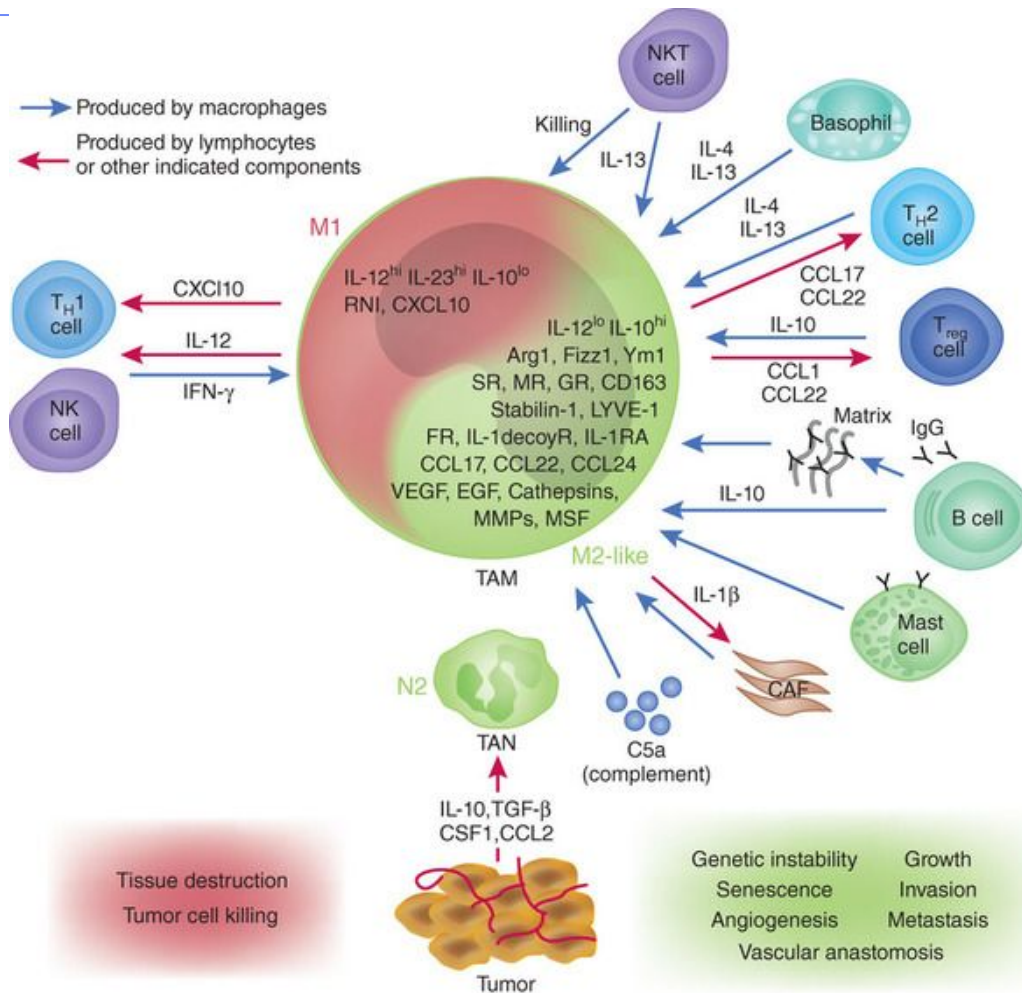 NKT
cell
Produced by macrophages
Produced by lymphocytes
or other indicated components
Killing
IL-13
Basophil
IL-4
IL-13
IL-4
IL-13
TH2
cell
CCL17
CCL22
M1
IL-12hi IL-23hi IL-10lo
RNI, CXCL10
TH1
cell
CXCl10
IL-12
IFN-γ
NK
cell
IL-12lo IL-10hi
Arg1, Fizz1, Ym1
SR, MR, GR, CD163
Stabilin-1, LYVE-1
FR, IL-1decoyR, IL-1RA
CCL17, CCL22, CCL24
VEGF, EGF, Cathepsins,
MMPs, MSF
M2-like
TAM
IL-10
Treg
cell
CCL1
CCL22
Matrix
IgG
IL-10
B cell
Mast
cell
IL-1β
CAF
C5a
(complement)
N2
TAN
IL-10,TGF-β
CSF1,CCL2
Tumor
Tissue destruction
Tumor cell killing
Genetic instability Growth
Senescence Invasion
Angiogenesis Metastasis
Vascular anastomosis